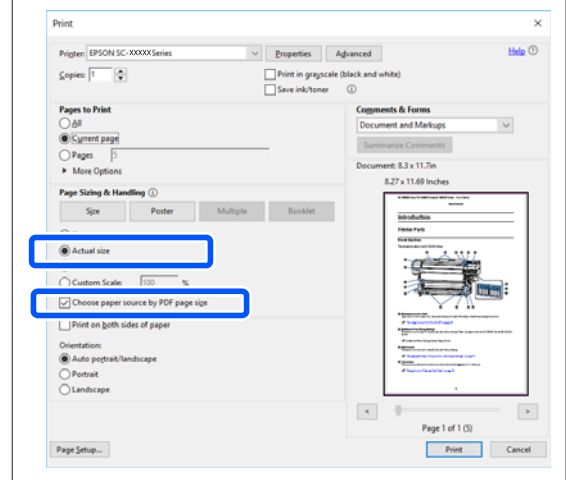 Print
Printer: EPSON SC-XXXXX Series Properties Advanced Help
Copies: 1 Print in grayscale (black and white)
Save ink/toner
Pages to Print
All
Current page
Pages 5
More Options
Page Sizing & Handling
Size Poster Multiple Booklet
Actual size
Custom Scale: 100 %
Choose paper source by PDF page size
Print on both sides of paper
Orientation:
Auto portrait/landscape
Portrait
Landscape
Comments & Forms
Document and Markups
Summarize Comments
Document: 8.3 x 11.7in
8.27 x 11.69 Inches
Introduction
Printer Parts
< >
Page 1 of 1 (5)
Page Setup... Print Cancel